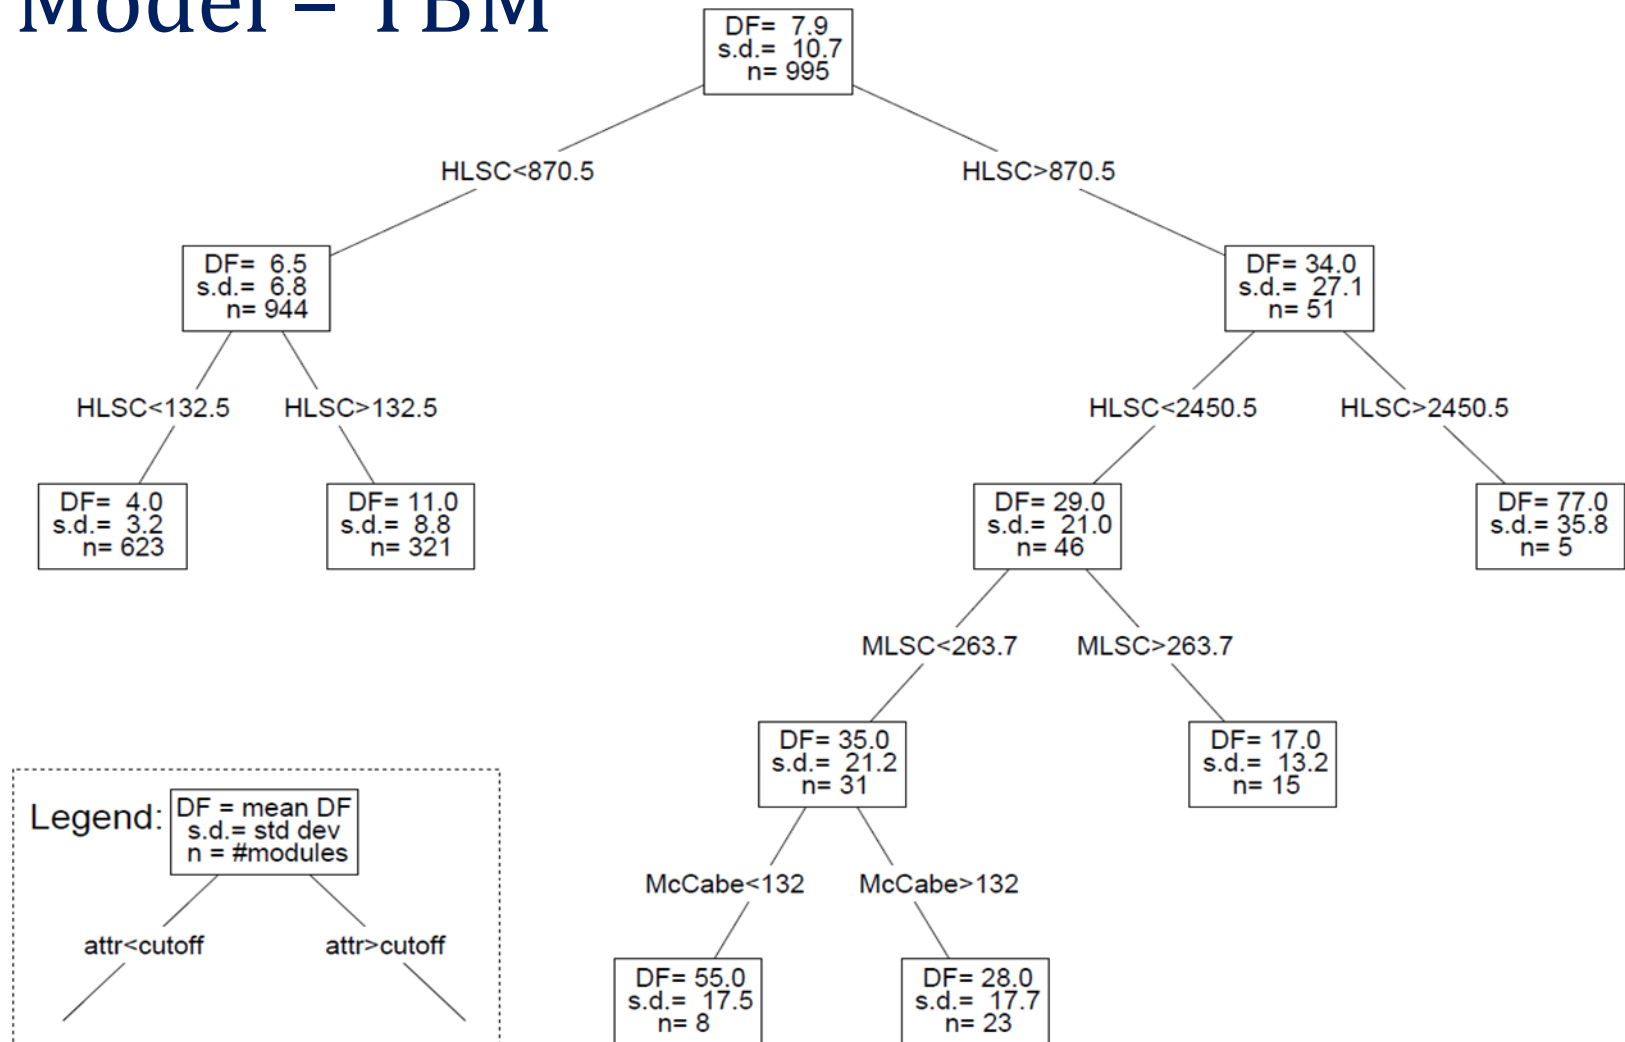 Model – TBM
DF= 7.9
s.d.= 10.7
n= 995
HLSC<870.5
HLSC>870.5
DF= 6.5
s.d.= 6.8
n= 944
DF= 34.0
s.d.= 27.1
n= 51
HLSC<132.5
HLSC>132.5
HLSC<2450.5
HLSC>2450.5
DF= 4.0
s.d.= 3.2
n= 623
DF= 11.0
s.d.= 8.8
n= 321
DF= 29.0
s.d.= 21.0
n= 46
DF= 77.0
s.d.= 35.8
n= 5
MLSC<263.7
MLSC>263.7
DF= 35.0
s.d.= 21.2
n= 31
DF= 17.0
s.d.= 13.2
n= 15
McCabe<132
McCabe>132
DF= 55.0
s.d.= 17.5
n= 8
DF= 28.0
s.d.= 17.7
n= 23
Legend:
DF = mean DF
s.d.= std dev
n = #modules
attr<cutoff
attr>cutoff